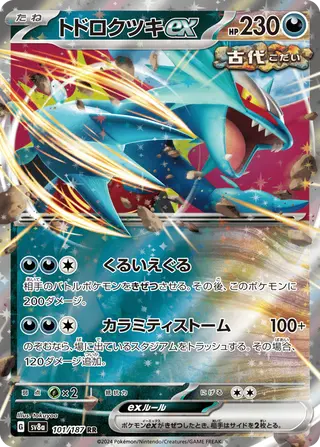 たね トドロクツキex HP230
古代 こだい
くるいえぐる
相手のバトルポケモンをきぜつさせる。その後、このポケモンに
200ダメージ。
カラミティストーム 100+
のぞむなら、場に出ているスタジアムをトラッシュする。その場合、
120ダメージ追加。
弱点 ×2 抵抗力 にげる
exルール
ポケモンexがきぜつしたとき、相手はサイドを2枚とる。
Illus. takuyoa
G SV8a 101/187 RR
©2024 Pokémon/Nintendo/Creatures/GAME FREAK.